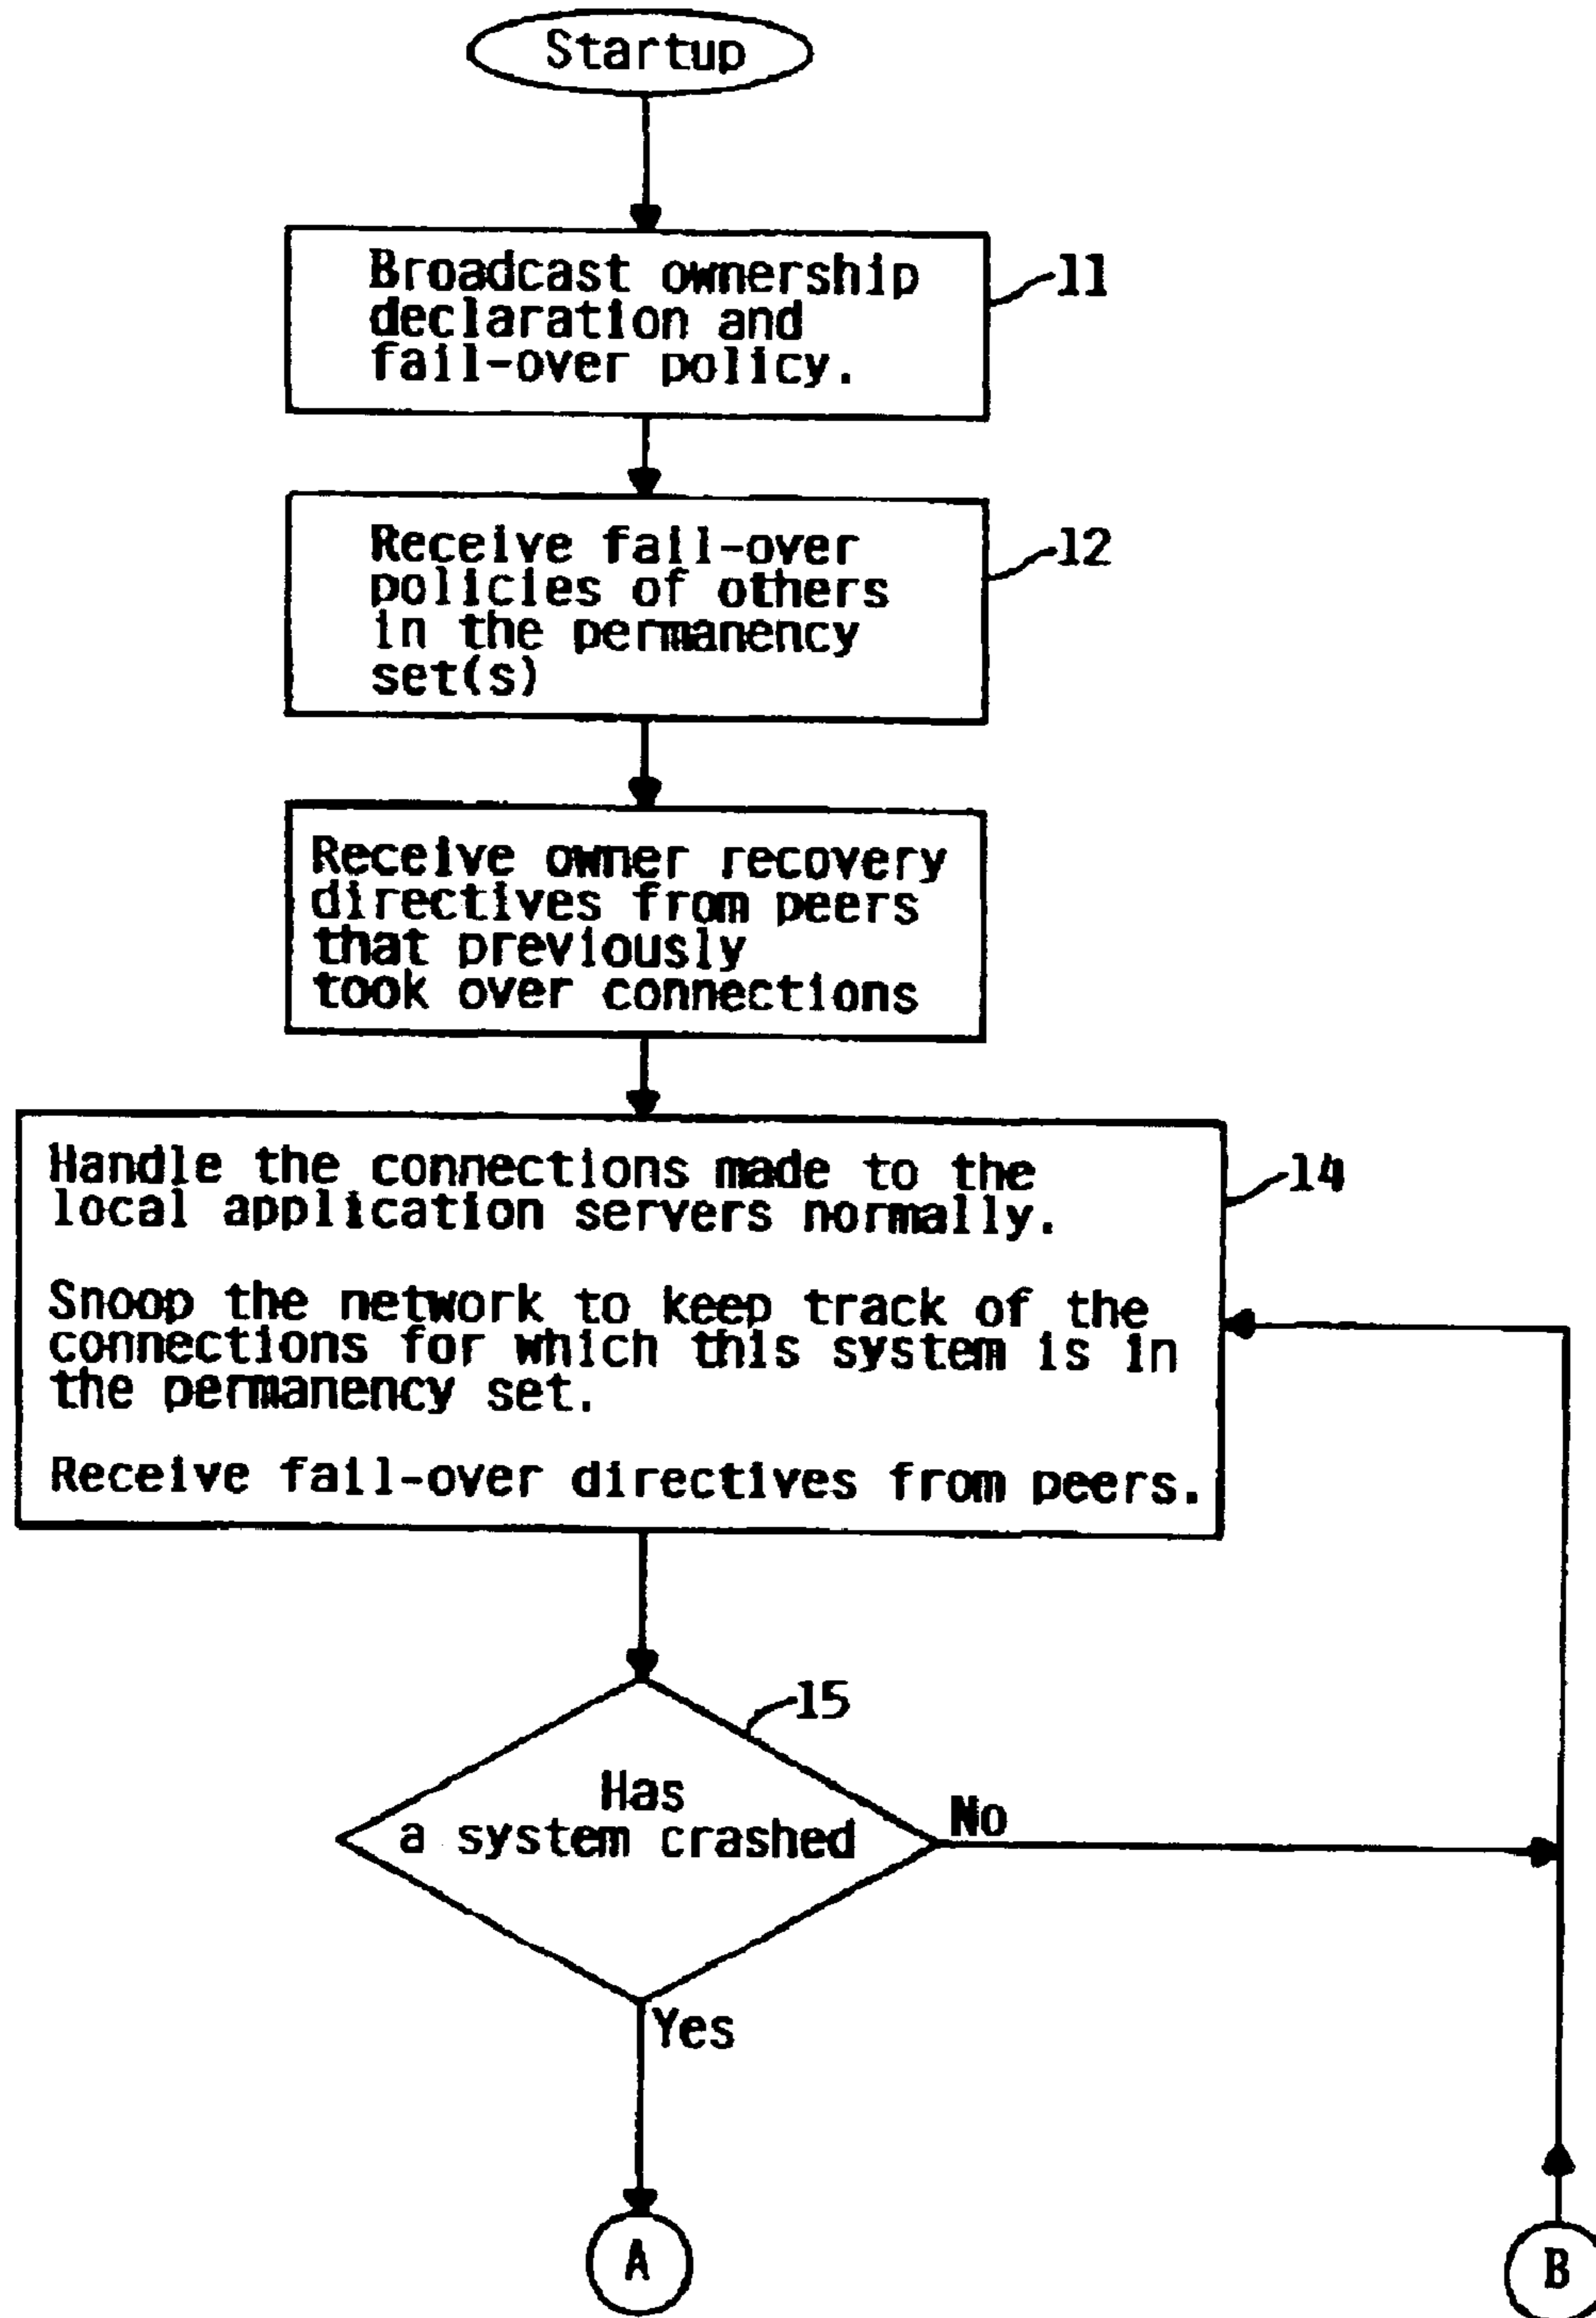 Startup
Broadcast ownership
declaration and
fail-over policy.
11
Receive fail-over
policies of others
in the permanency
set(s)
12
Receive owner recovery
directives from peers
that previously
took over connections
Handle the connections made to the
local application servers normally.
14
Snoop the network to keep track of the
connections for which this system is in
the permanency set.
Receive fail-over directives from peers.
15
Has
a system crashed
No
Yes
A
B